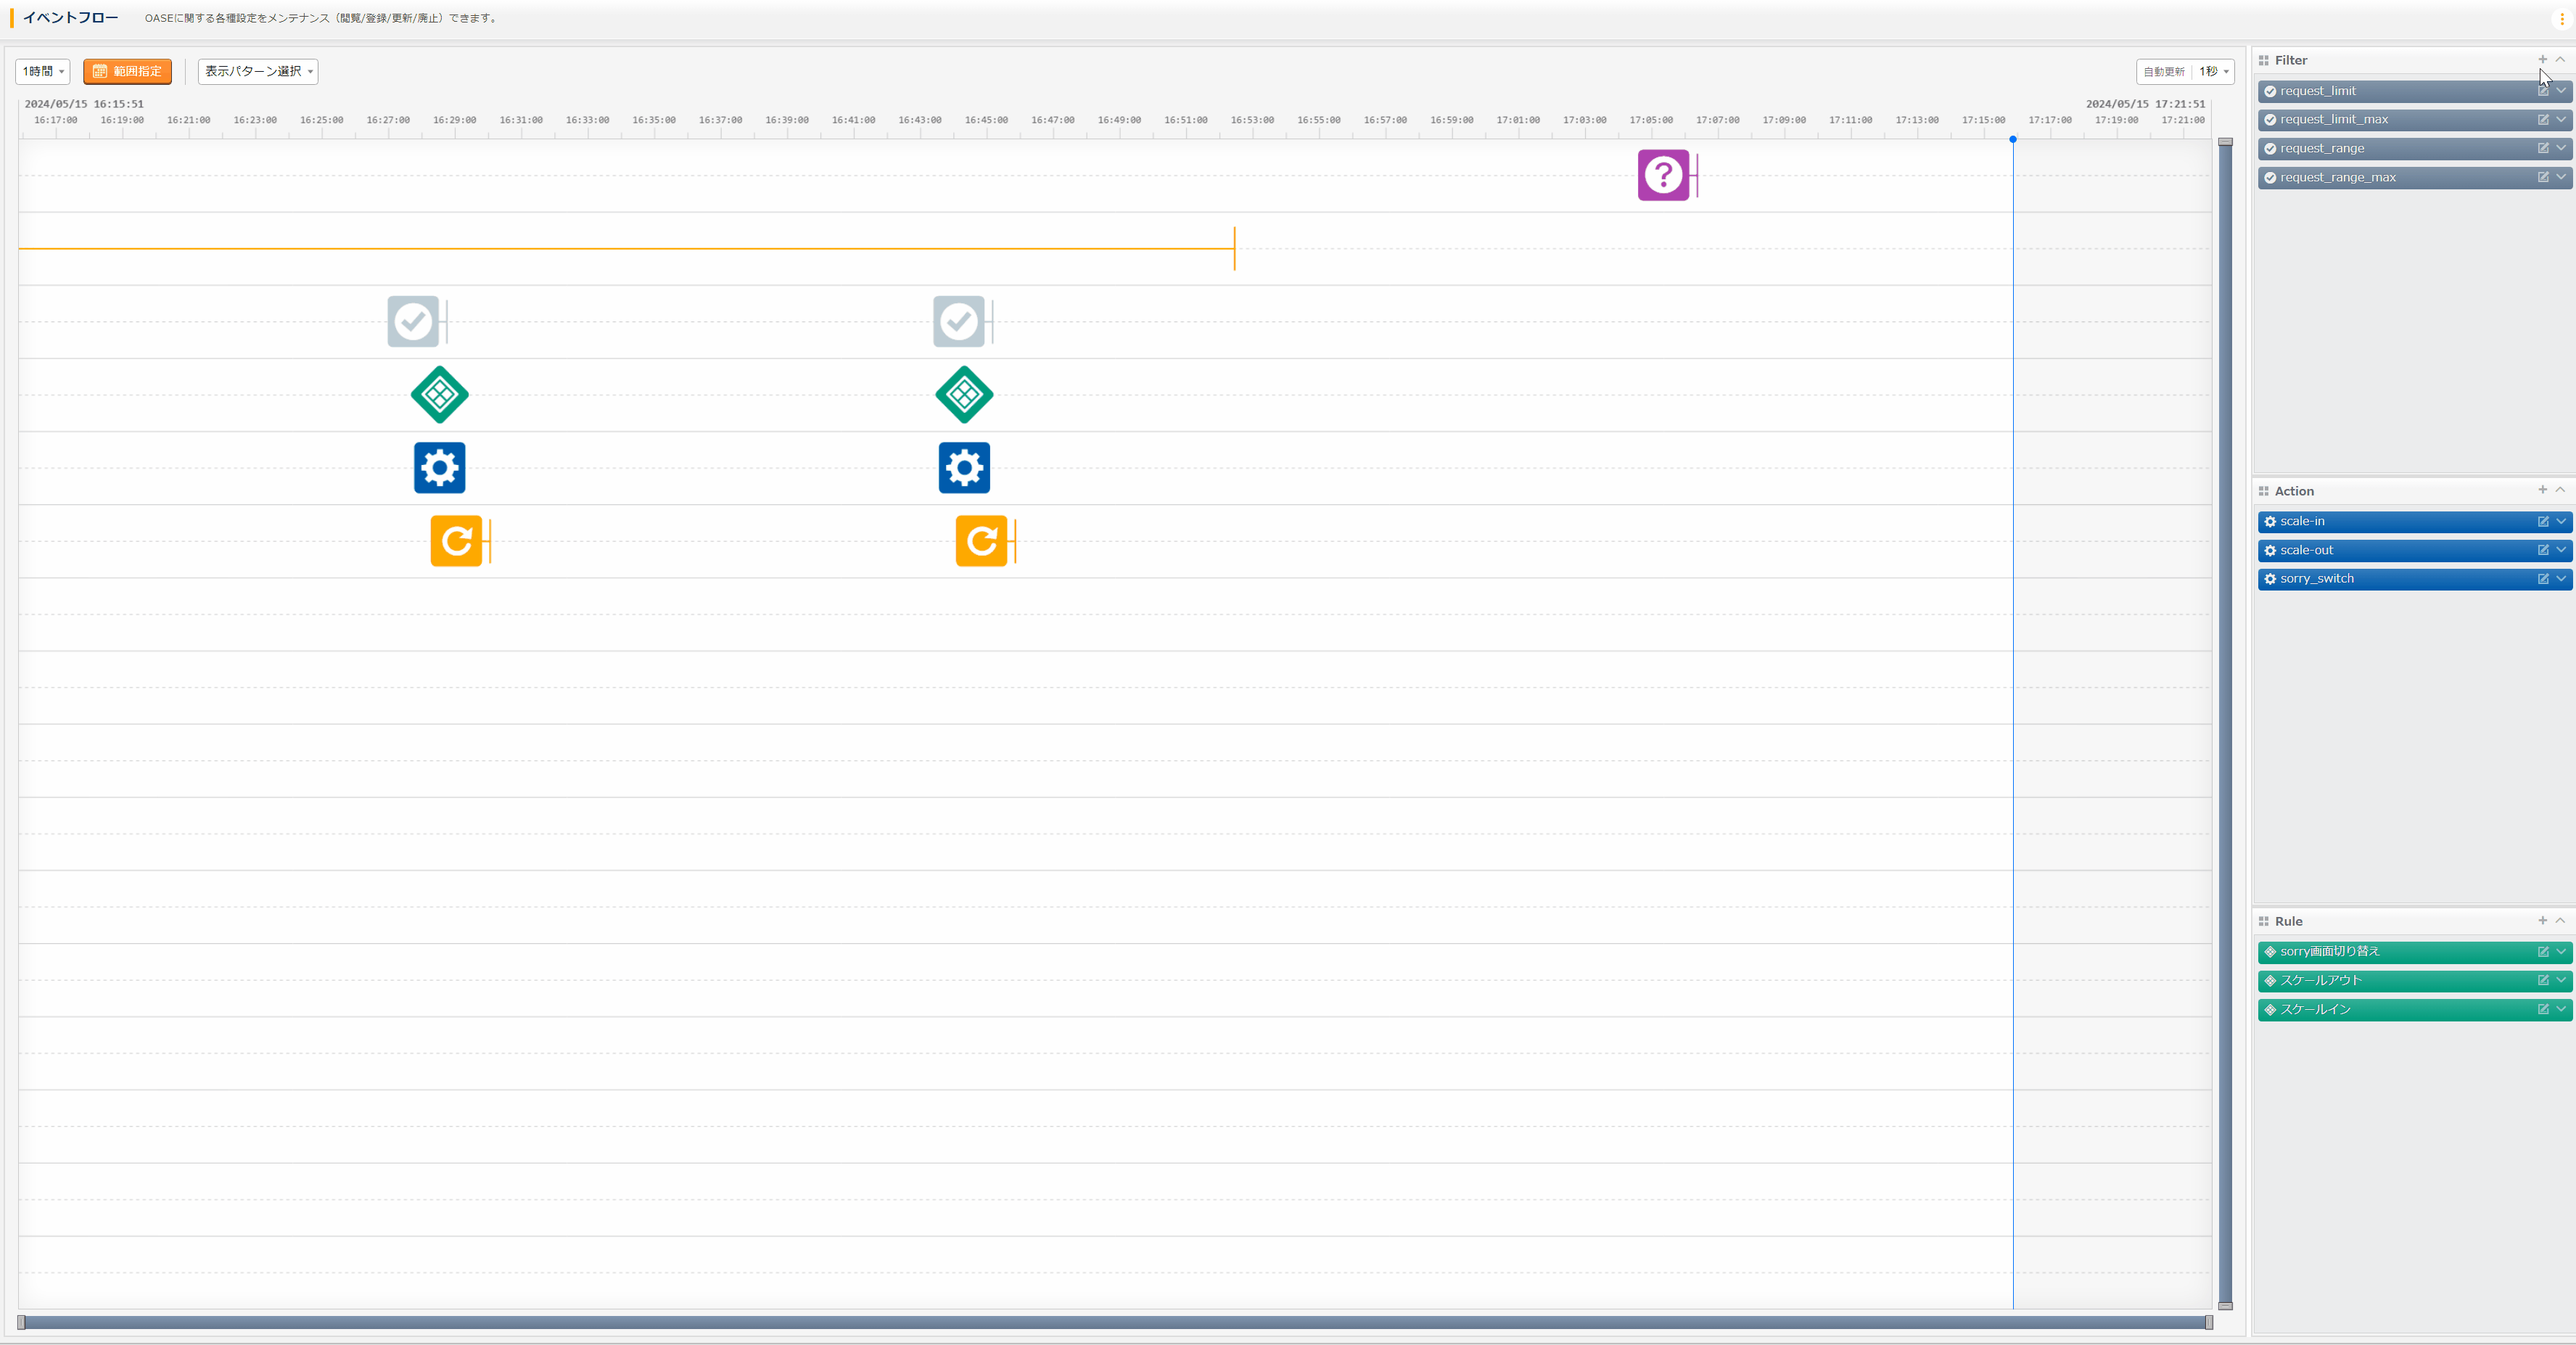 イベントフロー OASEに関する各種設定をメンテナンス（閲覧/登録/更新/廃止）できます。
1時間 範囲指定 表示パターン選択 自動更新 1秒
2024/05/15 16:15:51 2024/05/15 17:21:51
16:17:00 16:19:00 16:21:00 16:23:00 16:25:00 16:27:00 16:29:00 16:31:00 16:33:00 16:35:00 16:37:00 16:39:00 16:41:00 16:43:00 16:45:00 16:47:00 16:49:00 16:51:00 16:53:00 16:55:00 16:57:00 16:59:00 17:01:00 17:03:00 17:05:00 17:07:00 17:09:00 17:11:00 17:13:00 17:15:00 17:17:00 17:19:00 17:21:00
Filter
request_limit
request_limit_max
request_range
request_range_max
Action
scale-in
scale-out
sorry_switch
Rule
sorry画面切り替え
スケールアウト
スケールイン